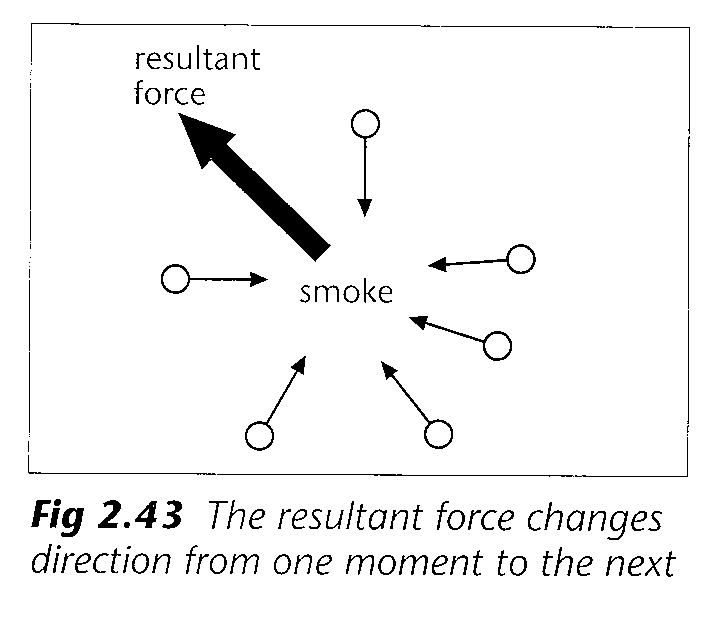 resultant
force
smoke
Fig 2.43 The resultant force changes
direction from one moment to the next